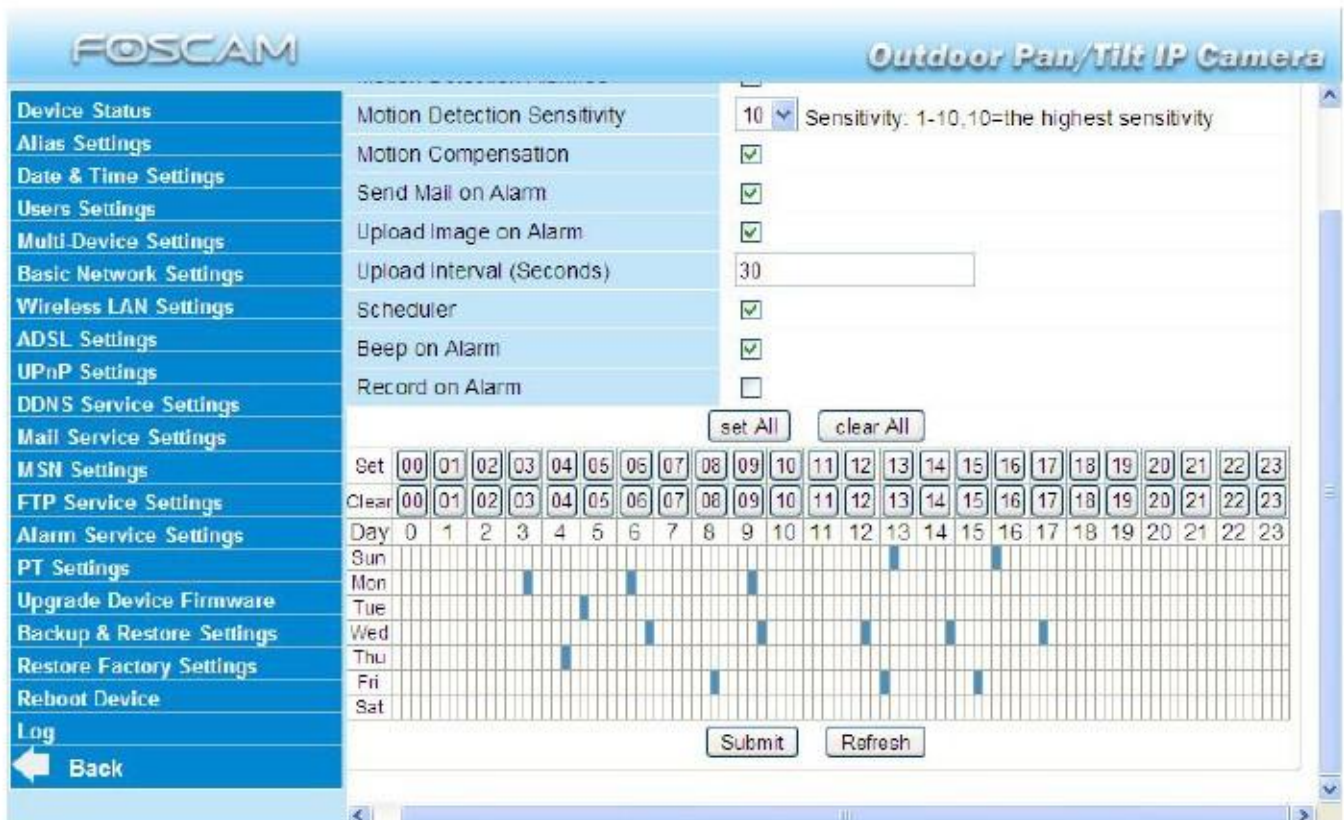 FOSCAM
Outdoor Pan/Tilt IP Camera
Device Status
Alias Settings
Date & Time Settings
Users Settings
Multi-Device Settings
Basic Network Settings
Wireless LAN Settings
ADSL Settings
UPnP Settings
DDNS Service Settings
Mail Service Settings
MSN Settings
FTP Service Settings
Alarm Service Settings
PT Settings
Upgrade Device Firmware
Backup & Restore Settings
Restore Factory Settings
Reboot Device
Log
Back
Motion Detection Sensitivity 10 Sensitivity: 1-10,10=the highest sensitivity
Motion Compensation
Send Mail on Alarm
Upload Image on Alarm
Upload Interval (Seconds) 30
Scheduler
Beep on Alarm
Record on Alarm
set All clear All
Set 00 01 02 03 04 05 06 07 08 09 10 11 12 13 14 15 16 17 18 19 20 21 22 23
Clear 00 01 02 03 04 05 06 07 08 09 10 11 12 13 14 15 16 17 18 19 20 21 22 23
Day 0 1 2 3 4 5 6 7 8 9 10 11 12 13 14 15 16 17 18 19 20 21 22 23
Sun
Mon
Tue
Wed
Thu
Fri
Sat
Submit Refresh